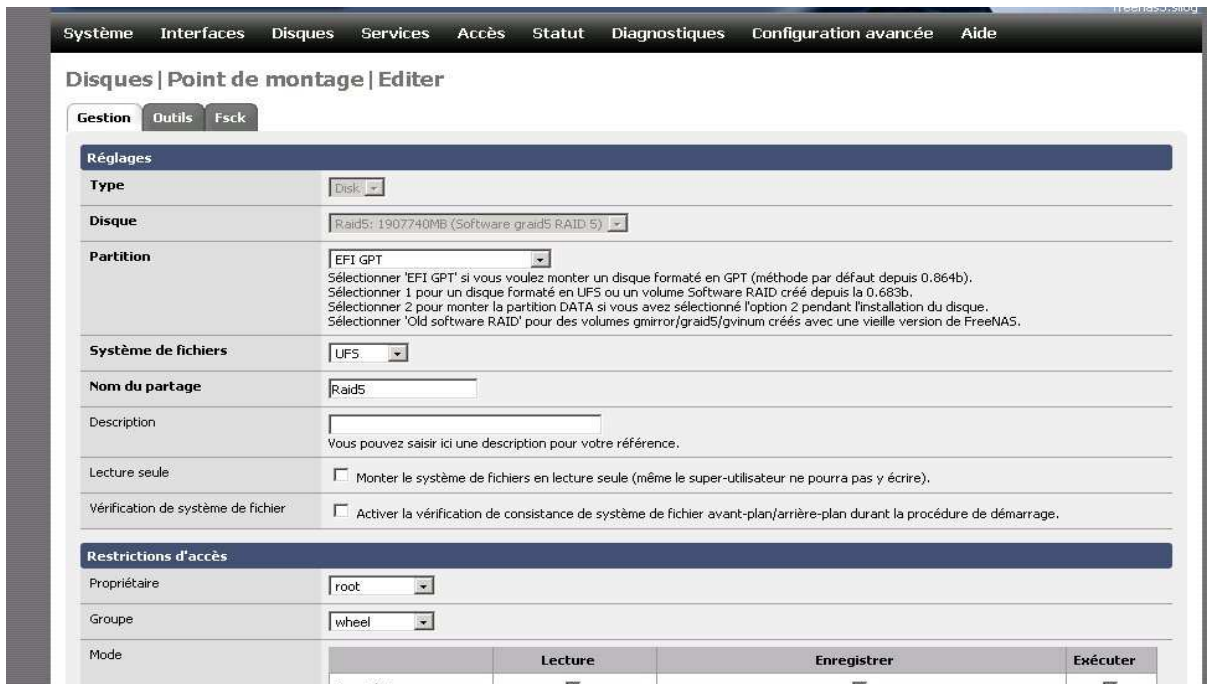 Système Interfaces Disques Services Accès Statut Diagnostiques Configuration avancée Aide
Disques|Point de montage|Editer
Gestion Outils Fsck
Réglages
Type Disk
Disque Raid5: 1907740MB (Software graid5 RAID 5)
Partition EFI GPT
Sélectionner 'EFI GPT' si vous voulez monter un disque formaté en GPT (méthode par défaut depuis 0.864b).
Sélectionner 1 pour un disque formaté en UFS ou un volume Software RAID créé depuis la 0.683b.
Sélectionner 2 pour monter la partition DATA si vous avez sélectionné l'option 2 pendant l'installation du disque.
Sélectionner 'Old software RAID' pour des volumes gmirror/graid5/gvinum créés avec une vieille version de FreeNAS.
Système de fichiers UFS
Nom du partage Raid5
Description
Vous pouvez saisir ici une description pour votre référence.
Lecture seule Monter le système de fichiers en lecture seule (même le super-utilisateur ne pourra pas y écrire).
Vérification de système de fichier Activer la vérification de consistance de système de fichier avant-plan/arrière-plan durant la procédure de démarrage.
Restrictions d'accès
Propriétaire root
Groupe wheel
Mode
Lecture Enregistrer Exécuter